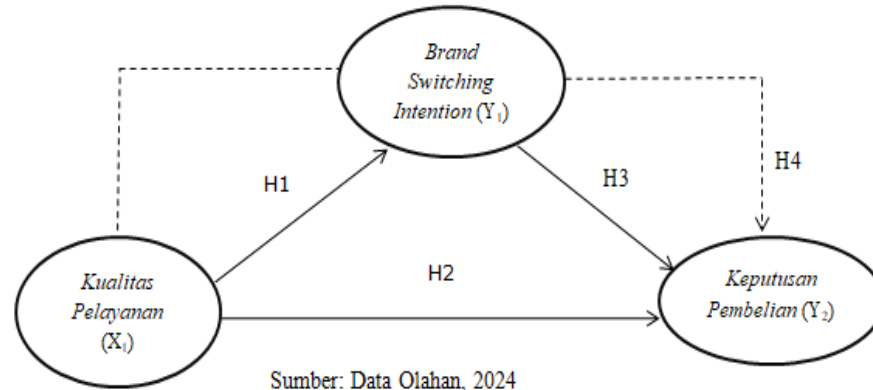 Brand
Switching
Intention (Y₁)
H1
H3
H4
H2
Kualitas
Pelayanan
(X₁)
Keputusan
Pembelian (Y₂)
Sumber: Data Olahan, 2024